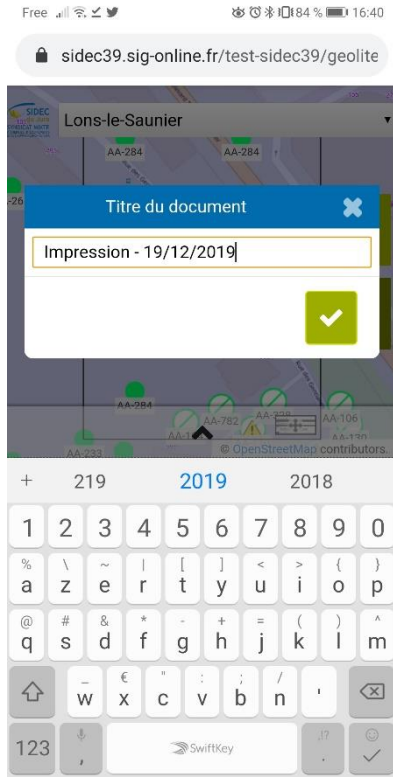 Free 84 % 16:40
sidec39.sig-online.fr/test-sidec39/geolite
SIDEC
Lons-le-Saunier
AA-284 AA-284
Titre du document
Impression - 19/12/2019
AA-284
AA-782 AA-106
AA-233
© OpenStreetMap contributors.
+ 219 2019 2018
1 2 3 4 5 6 7 8 9 0
% \ ~ | [ ] < > { }
a z e r t y u i o p
@ # & * - + = ( ) ^
q s d f g h j k l m
_ € " : ; /
w x c v b n '
123 , SwiftKey .
,!?